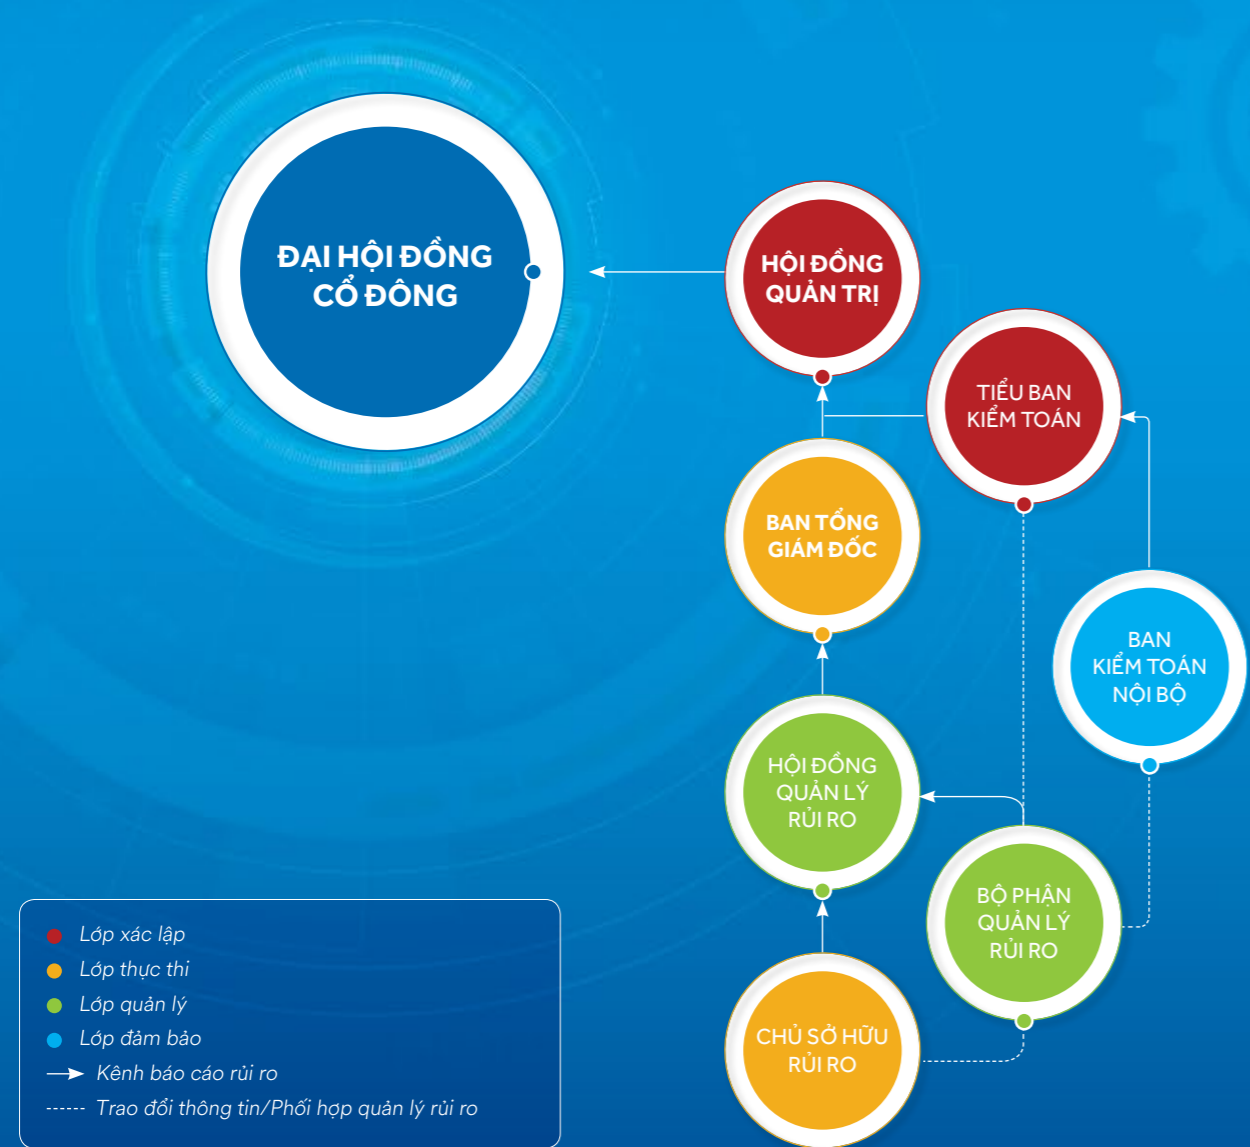 ĐẠI HỘI ĐỒNG
CỔ ĐÔNG
HỘI ĐỒNG
QUẢN TRỊ
TIỂU BAN
KIỂM TOÁN
BAN TỔNG
GIÁM ĐỐC
BAN
KIỂM TOÁN
NỘI BỘ
HỘI ĐỒNG
QUẢN LÝ
RỦI RO
BỘ PHẬN
QUẢN LÝ
RỦI RO
CHỦ SỞ HỮU
RỦI RO
Lớp xác lập
Lớp thực thi
Lớp quản lý
Lớp đảm bảo
Kênh báo cáo rủi ro
Trao đổi thông tin/Phối hợp quản lý rủi ro